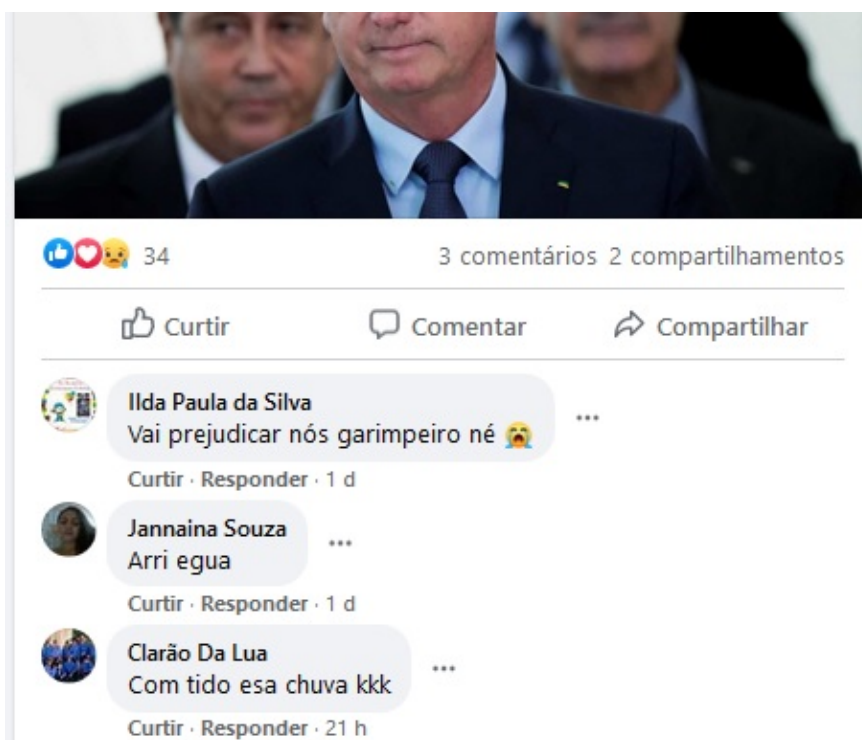 34 3 comentários 2 compartilhamentos
Curtir Comentar Compartilhar
Ilda Paula da Silva
Vai prejudicar nós garimpeiro né 😭
Curtir · Responder · 1 d
Jannaina Souza
Arri egua
Curtir · Responder · 1 d
Clarão Da Lua
Com tido esa chuva kkk
Curtir · Responder · 21 h